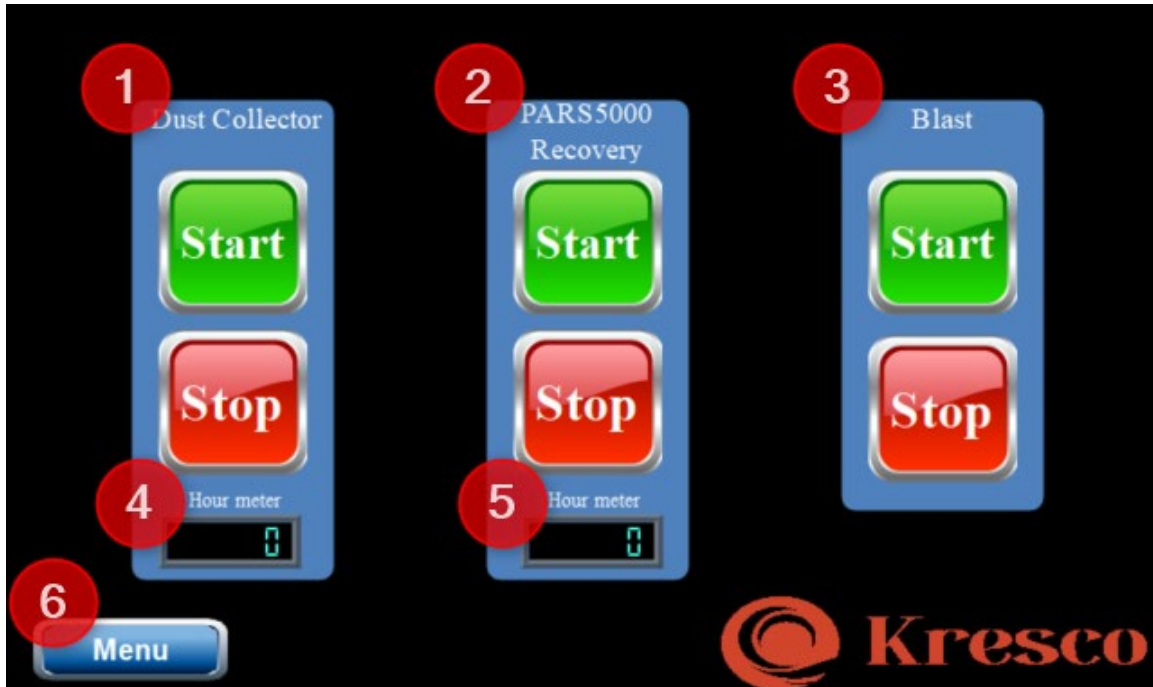 1
Dust Collector
Start
Stop
4
Hour meter
0
2
PARS5000
Recovery
Start
Stop
5
Hour meter
0
3
Blast
Start
Stop
6
Menu
Kresco